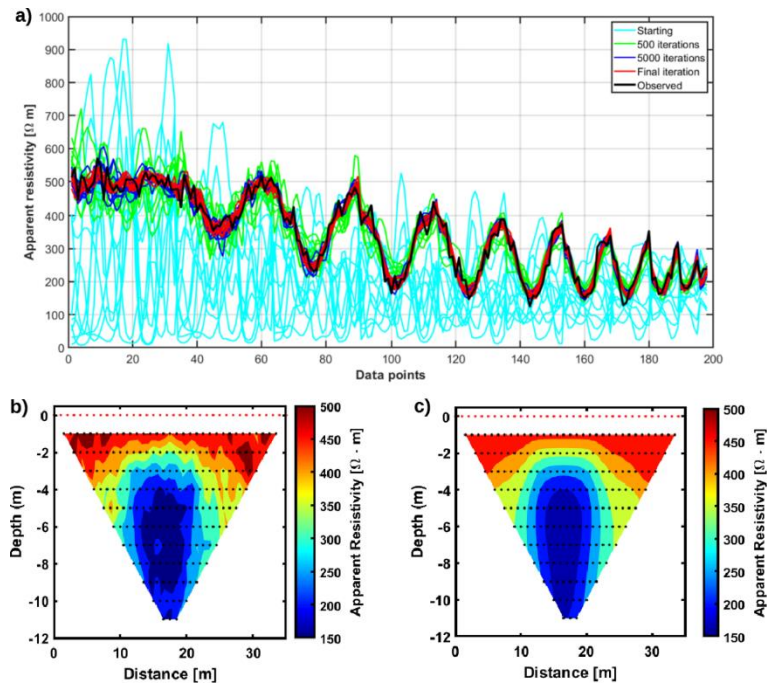 a)
1000
900
800
700
600
500
400
300
200
100
0
Apparent resistivity [Ω m]
Starting
500 iterations
5000 iterations
Final iteration
Observed
0 20 40 60 80 100 120 140 160 180 200
Data points
b)
0
-2
-4
-6
-8
-10
-12
Depth (m)
0 10 20 30
Distance [m]
500
450
400
350
300
250
200
150
Apparent Resistivity [Ω · m]
c)
0
-2
-4
-6
-8
-10
-12
Depth (m)
0 10 20 30
Distance [m]
500
450
400
350
300
250
200
150
Apparent Resistivity [Ω · m]